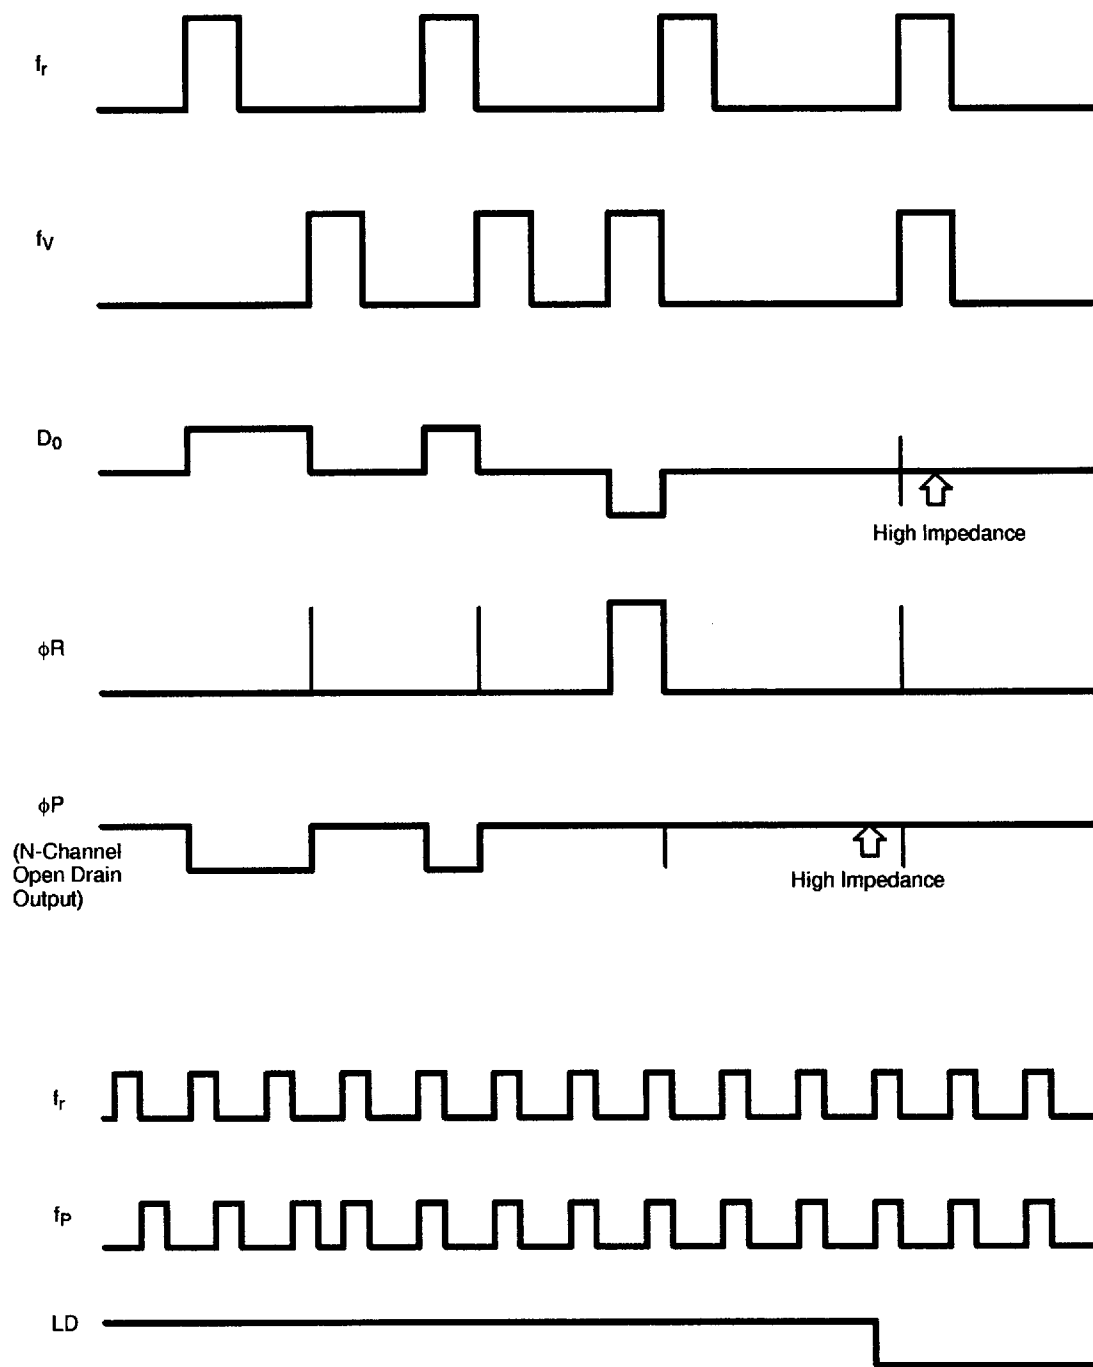 fr
fV
D0
High Impedance
ϕR
ϕP
(N-Channel
Open Drain
Output)
High Impedance
fr
fP
LD